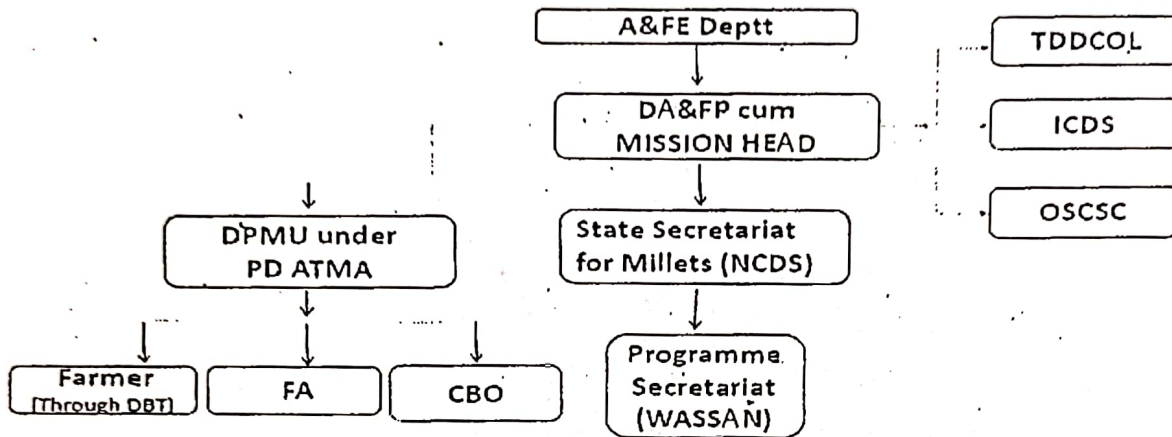 A&FE Deptt
TDDCOL
DA&FP cum
MISSION HEAD
ICDS
OSCSC
DPMU under
PD ATMA
State Secretariat
for Millets (NCDS)
Farmer
[Through DBT]
FA
CBO
Programme
Secretariat
(WASSAN)